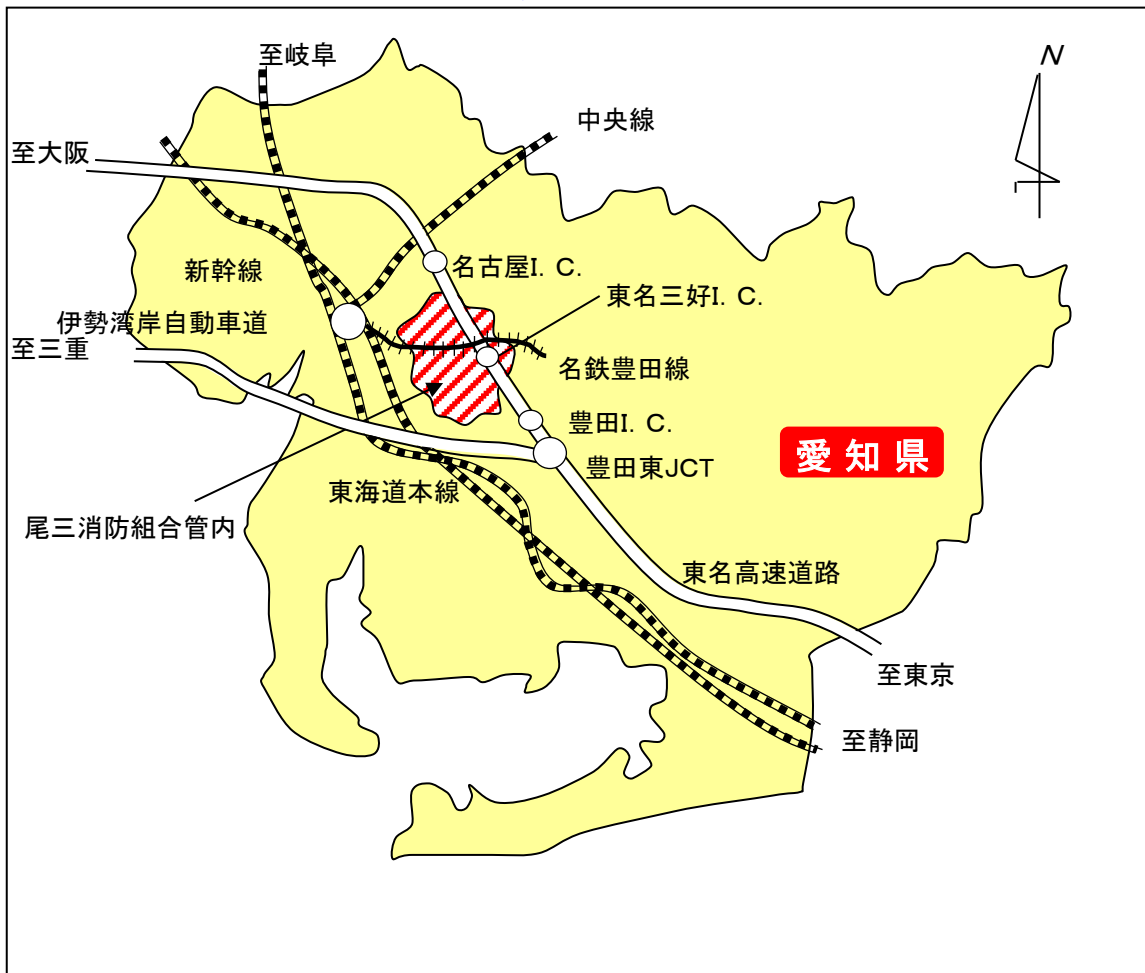 至岐阜
N
中央線
至大阪
新幹線
名古屋I. C.
東名三好I. C.
伊勢湾岸自動車道
至三重
名鉄豊田線
豊田I. C.
愛知県
豊田東JCT
東海道本線
尾三消防組合管内
東名高速道路
至東京
至静岡